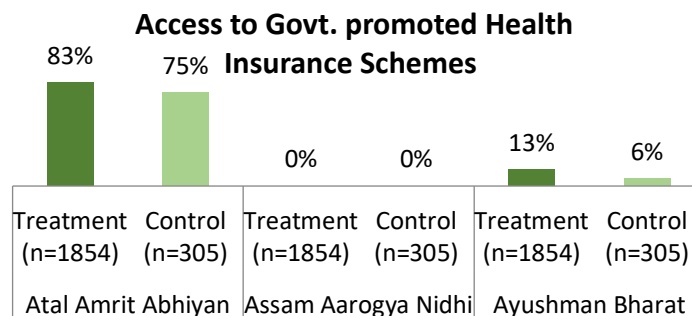 Access to Govt. promoted Health
Insurance Schemes
83%
75%
0%
0%
13%
6%
Treatment Control Treatment Control Treatment Control
(n=1854) (n=305) (n=1854) (n=305) (n=1854) (n=305)
Atal Amrit Abhiyan Assam Aarogya Nidhi Ayushman Bharat